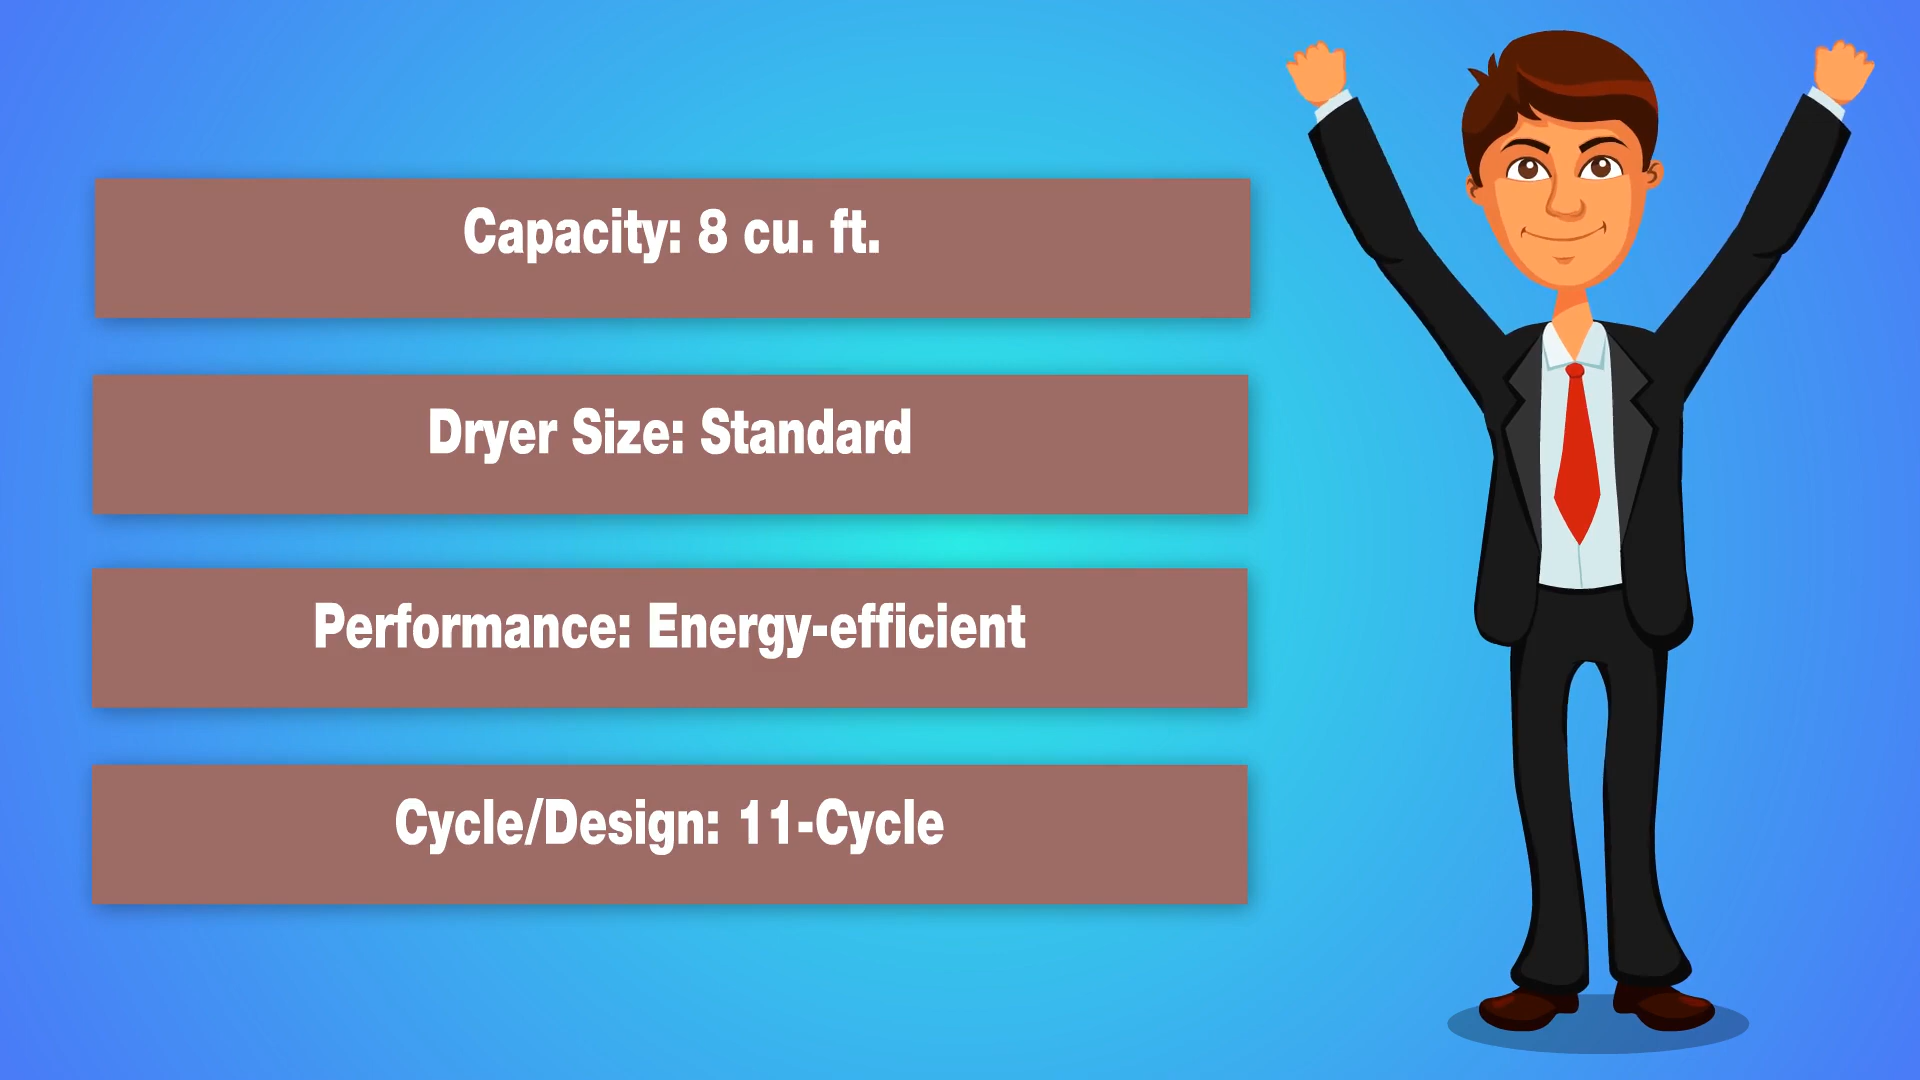 Capacity: 8 cu. ft.
Dryer Size: Standard
Performance: Energy-efficient
Cycle/Design: 11-Cycle